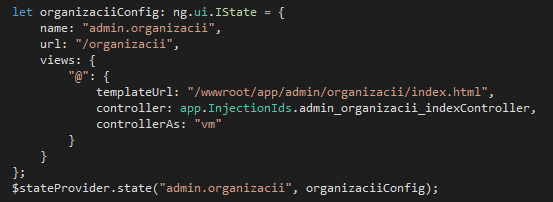 let organizaciiConfig: ng.ui.IState = {
    name: "admin.organizacii",
    url: "/organizacii",
    views: {
        "@": {
            templateUrl: "/wwwroot/app/admin/organizacii/index.html",
            controller: app.InjectionIds.admin_organizacii_indexController,
            controllerAs: "vm"
        }
    }
};
$stateProvider.state("admin.organizacii", organizaciiConfig);